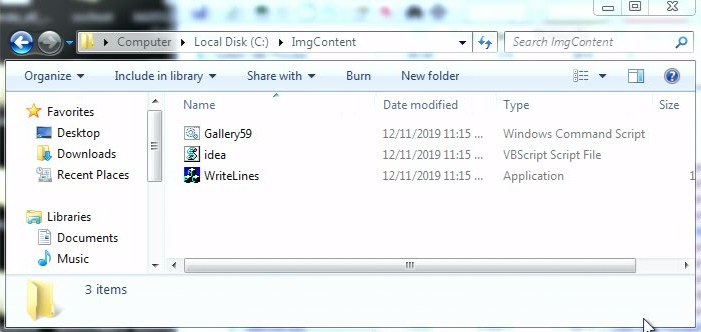 Computer Local Disk (C:) ImgContent Search ImgContent
Organize Include in library Share with Burn New folder
Name Date modified Type Size
Favorites
Desktop
Downloads
Recent Places
Libraries
Documents
Music
Gallery59 12/11/2019 11:15 ... Windows Command Script
idea 12/11/2019 11:15 ... VBScript Script File
WriteLines 12/11/2019 11:15 ... Application 1
3 items